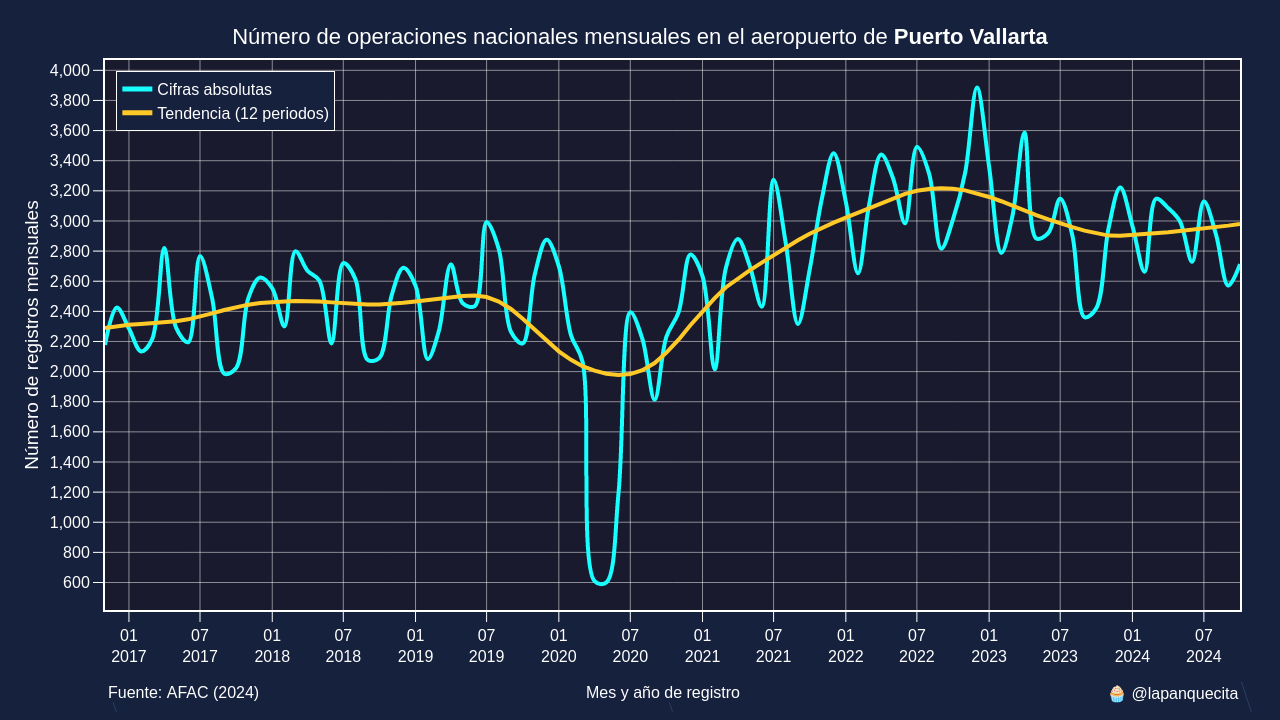 Número de operaciones nacionales mensuales en el aeropuerto de Puerto Vallarta
Cifras absolutas
Tendencia (12 periodos)
Número de registros mensuales
4,000
3,800
3,600
3,400
3,200
3,000
2,800
2,600
2,400
2,200
2,000
1,800
1,600
1,400
1,200
1,000
800
600
01 07 01 07 01 07 01 07 01 07 01 07 01 07 01 07
2017 2017 2018 2018 2019 2019 2020 2020 2021 2021 2022 2022 2023 2023 2024 2024
Fuente: AFAC (2024) Mes y año de registro 🧁 @lapanquecita